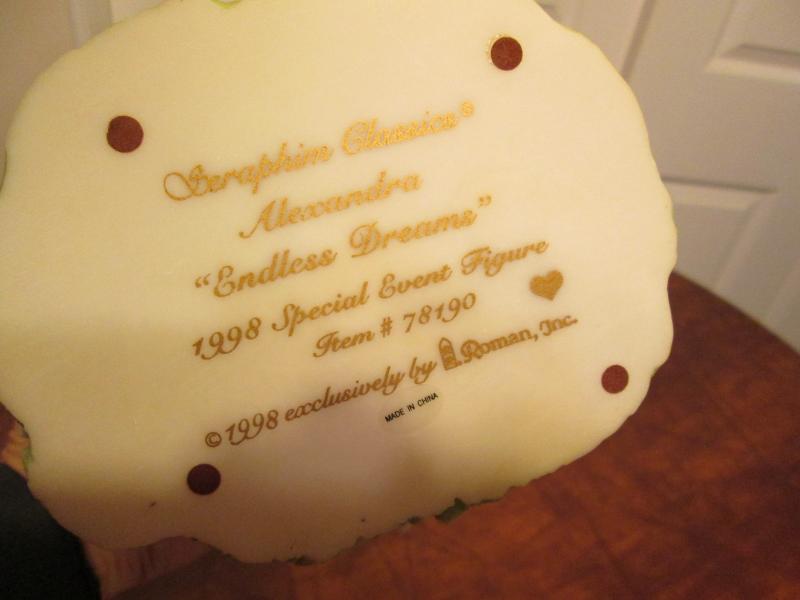 Seraphim Classics®
Alexandra
"Endless Dreams"
1998 Special Event Figure
Item # 78190
©1998 exclusively by Roman, Inc.
MADE IN CHINA